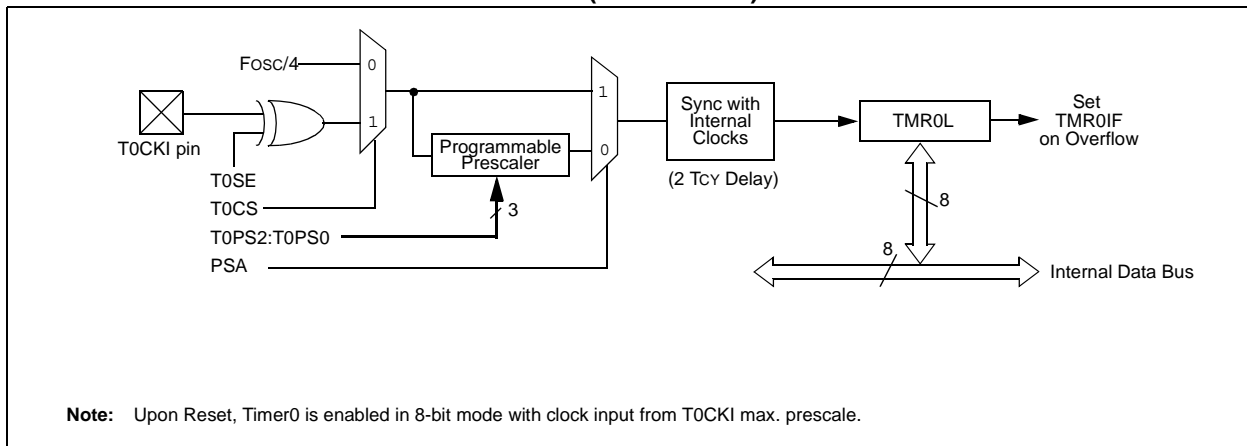 Fosc/4
0
1
T0CKI pin
T0SE
T0CS
T0PS2:T0PS0
PSA
Programmable
Prescaler
3
1
0
Sync with
Internal
Clocks
(2 TCY Delay)
TMR0L
Set
TMR0IF
on Overflow
8
8
Internal Data Bus
Note: Upon Reset, Timer0 is enabled in 8-bit mode with clock input from T0CKI max. prescale.